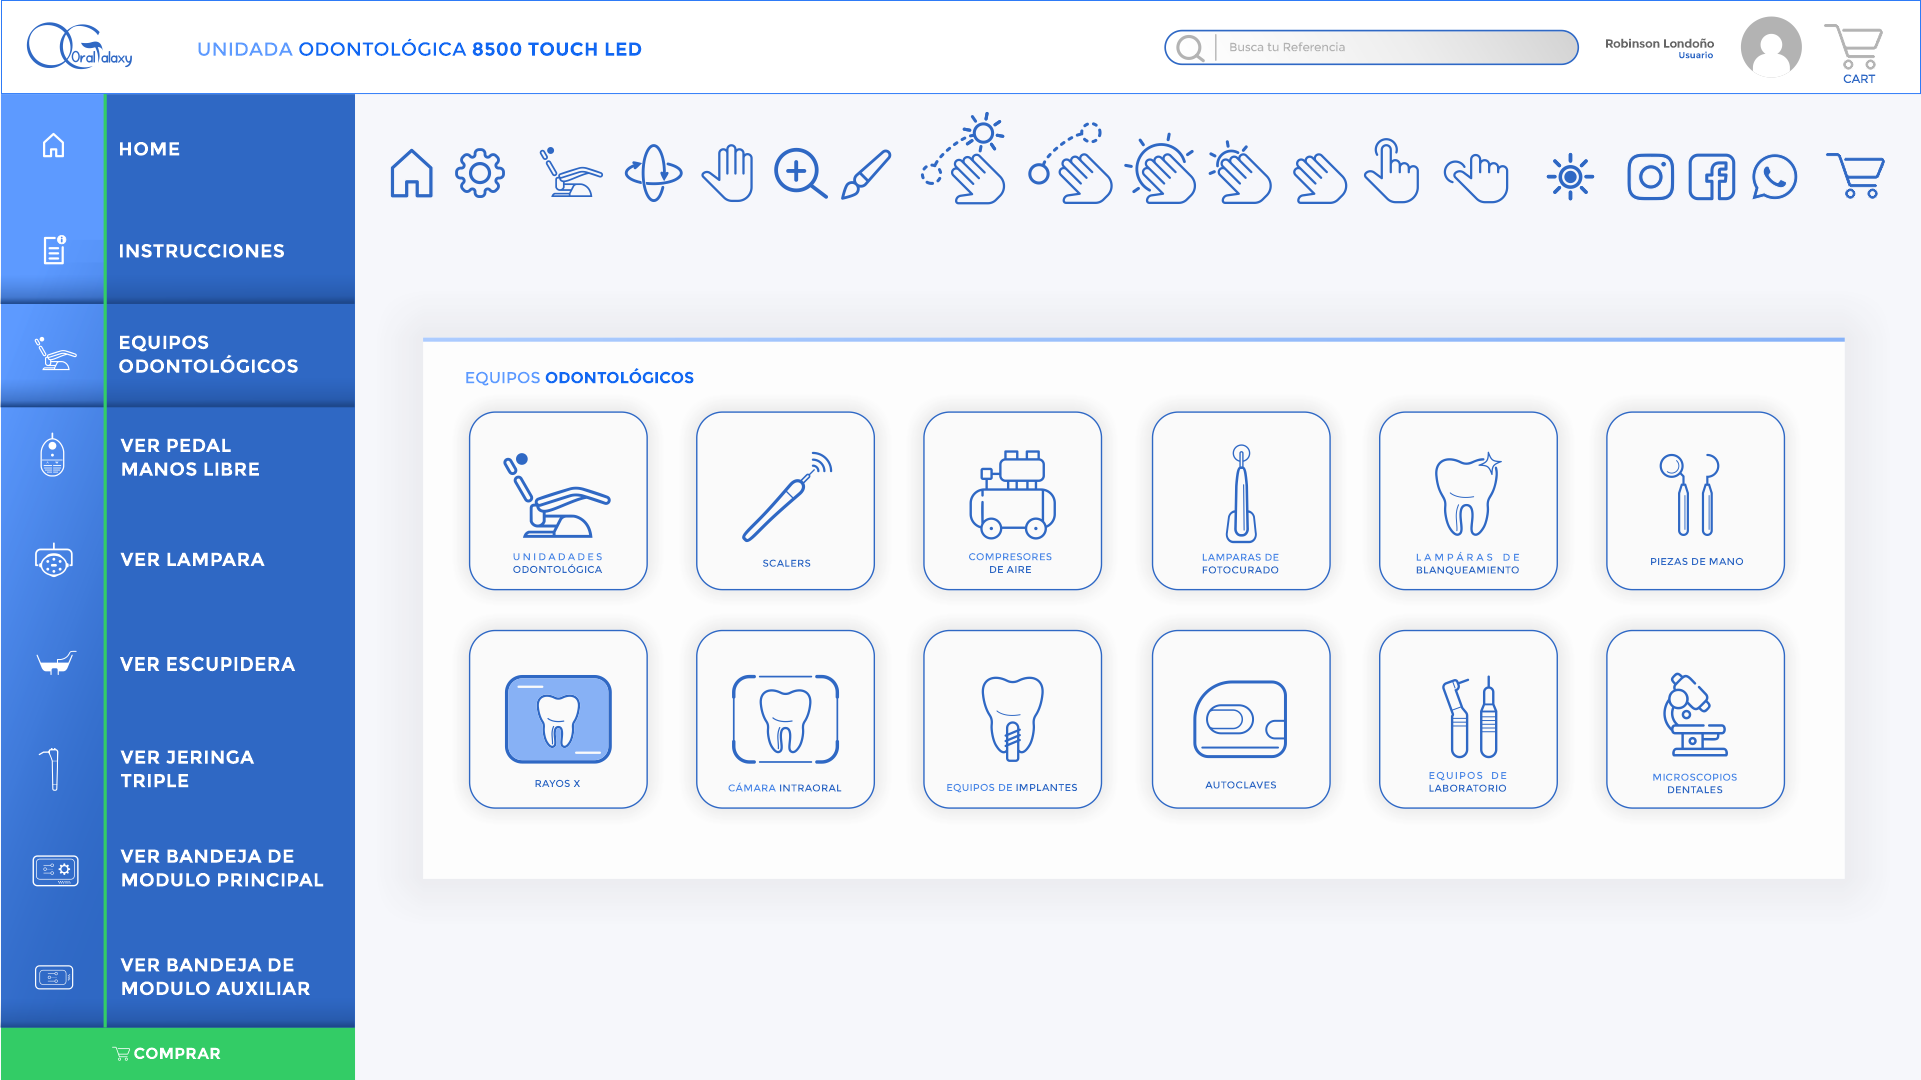 OralGalaxy
UNIDADA ODONTOLÓGICA 8500 TOUCH LED
Busca tu Referencia
Robinson Londoño
Usuario
CART
HOME
INSTRUCCIONES
EQUIPOS
ODONTOLÓGICOS
VER PEDAL
MANOS LIBRE
VER LAMPARA
VER ESCUPIDERA
VER JERINGA
TRIPLE
VER BANDEJA DE
MODULO PRINCIPAL
VER BANDEJA DE
MODULO AUXILIAR
COMPRAR
EQUIPOS ODONTOLÓGICOS
UNIDADADES
ODONTOLÓGICA
SCALERS
COMPRESORES
DE AIRE
LAMPARAS DE
FOTOCURADO
LAMPÁRAS DE
BLANQUEAMIENTO
PIEZAS DE MANO
RAYOS X
CÁMARA INTRAORAL
EQUIPOS DE IMPLANTES
AUTOCLAVES
EQUIPOS DE
LABORATORIO
MICROSCOPIOS
DENTALES